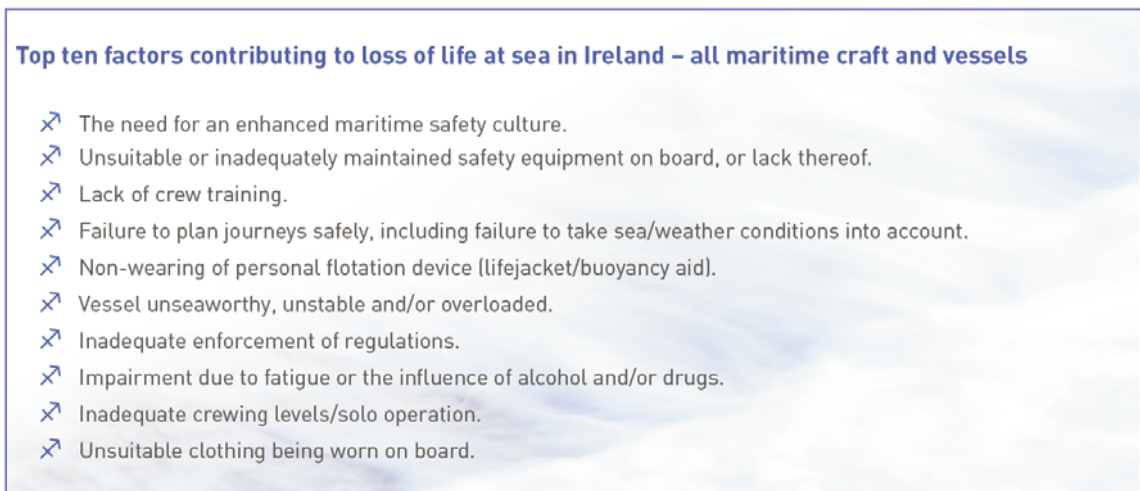 Top ten factors contributing to loss of life at sea in Ireland – all maritime craft and vessels
The need for an enhanced maritime safety culture.
Unsuitable or inadequately maintained safety equipment on board, or lack thereof.
Lack of crew training.
Failure to plan journeys safely, including failure to take sea/weather conditions into account.
Non-wearing of personal flotation device (lifejacket/buoyancy aid).
Vessel unseaworthy, unstable and/or overloaded.
Inadequate enforcement of regulations.
Impairment due to fatigue or the influence of alcohol and/or drugs.
Inadequate crewing levels/solo operation.
Unsuitable clothing being worn on board.